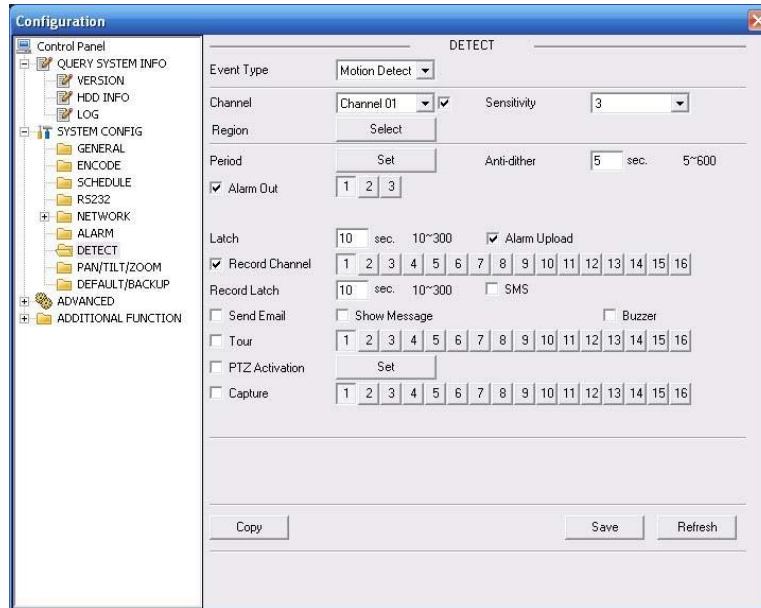 Configuration
Control Panel
QUERY SYSTEM INFO
VERSION
HDD INFO
LOG
SYSTEM CONFIG
GENERAL
ENCODE
SCHEDULE
RS232
NETWORK
ALARM
DETECT
PAN/TILT/ZOOM
DEFAULT/BACKUP
ADVANCED
ADDITIONAL FUNCTION
DETECT
Event Type Motion Detect
Channel Channel 01 Sensitivity 3
Region Select
Period Set Anti-dither 5 sec. 5~600
Alarm Out 1 2 3
Latch 10 sec. 10~300 Alarm Upload
Record Channel 1 2 3 4 5 6 7 8 9 10 11 12 13 14 15 16
Record Latch 10 sec. 10~300 SMS
Send Email Show Message Buzzer
Tour 1 2 3 4 5 6 7 8 9 10 11 12 13 14 15 16
PTZ Activation Set
Capture 1 2 3 4 5 6 7 8 9 10 11 12 13 14 15 16
Copy Save Refresh